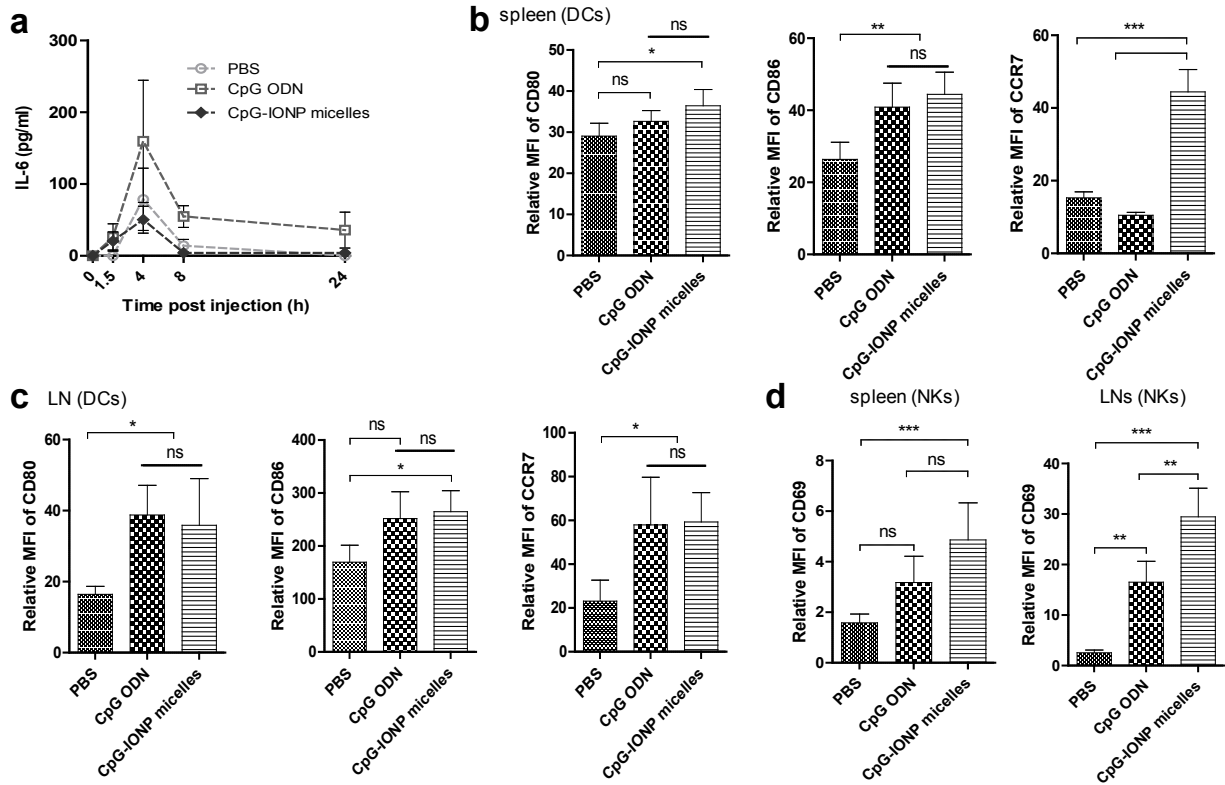 a
300
200
100
0
IL-6 (pg/ml)
PBS
CpG ODN
CpG-IONP micelles
0
1.5
4
8
24
Time post injection (h)
b spleen (DCs)
ns
*
ns
40
30
20
10
0
Relative MFI of CD80
PBS
CpG ODN
CpG-IONP micelles
**
ns
60
40
20
0
Relative MFI of CD86
PBS
CpG ODN
CpG-IONP micelles
***
60
40
20
0
Relative MFI of CCR7
PBS
CpG ODN
CpG-IONP micelles
c LN (DCs)
*
ns
60
40
20
0
Relative MFI of CD80
PBS
CpG ODN
CpG-IONP micelles
ns
ns
*
400
300
200
100
0
Relative MFI of CD86
PBS
CpG ODN
CpG-IONP micelles
*
ns
100
80
60
40
20
0
Relative MFI of CCR7
PBS
CpG ODN
CpG-IONP micelles
d
spleen (NKs)
***
ns
ns
8
6
4
2
0
Relative MFI of CD69
PBS
CpG ODN
CpG-IONP micelles
LNs (NKs)
***
**
**
40
30
20
10
0
Relative MFI of CD69
PBS
CpG ODN
CpG-IONP micelles